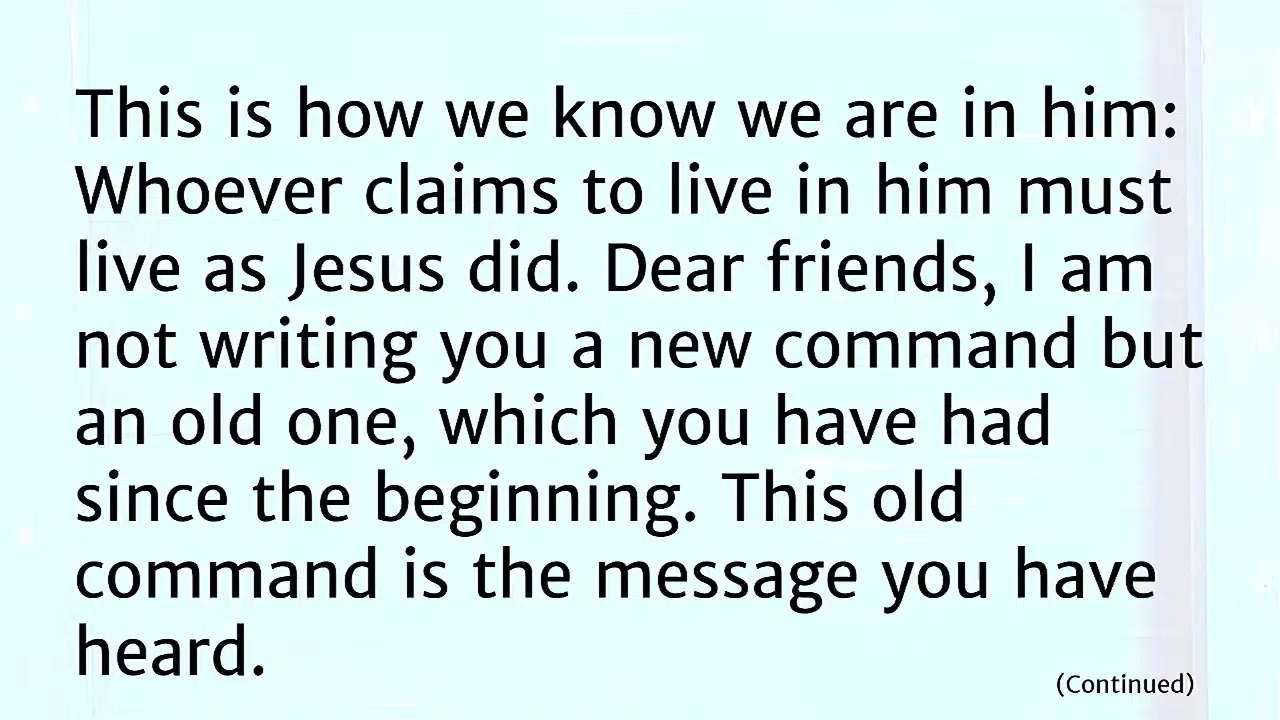 This is how we know we are in him:
Whoever claims to live in him must
live as Jesus did. Dear friends, I am
not writing you a new command but
an old one, which you have had
since the beginning. This old
command is the message you have
heard.
(Continued)